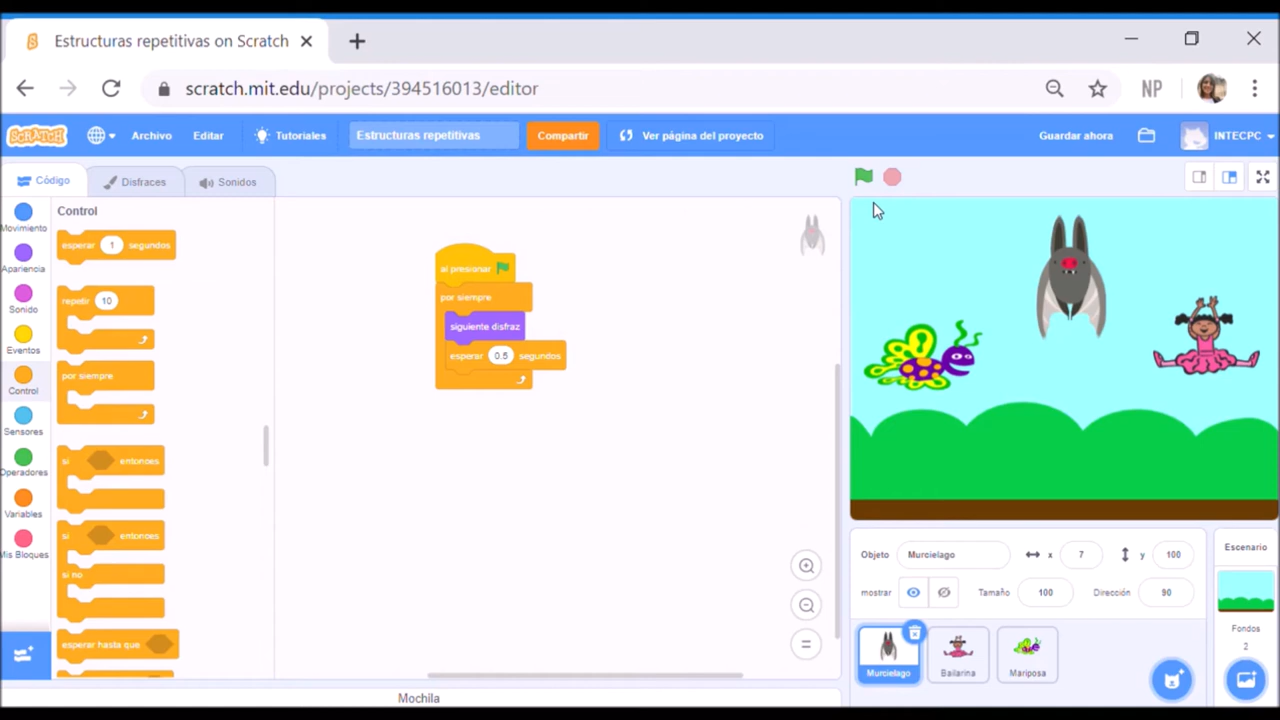 Estructuras repetitivas on Scratch
scratch.mit.edu/projects/394516013/editor
NP
SCRATCH
Archivo
Editar
Tutoriales
Estructuras repetitivas
Compartir
Ver página del proyecto
Guardar ahora
INTECPC
Código
Disfraces
Sonidos
Movimiento
Apariencia
Sonido
Eventos
Control
Sensores
Operadores
Variables
Mis Bloques
Control
esperar 1 segundos
repetir 10
por siempre
si entonces
si entonces
si no
esperar hasta que
al presionar
por siempre
siguiente disfraz
esperar 0.5 segundos
Mochila
Objeto Murcielago x 7 y 100
mostrar Tamaño 100 Dirección 90
Murcielago
Bailarina
Mariposa
Escenario
Fondos
2